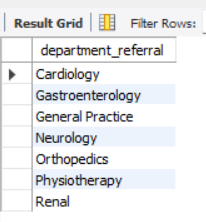 Result Grid Filter Rows:
department_referral
Cardiology
Gastroenterology
General Practice
Neurology
Orthopedics
Physiotherapy
Renal